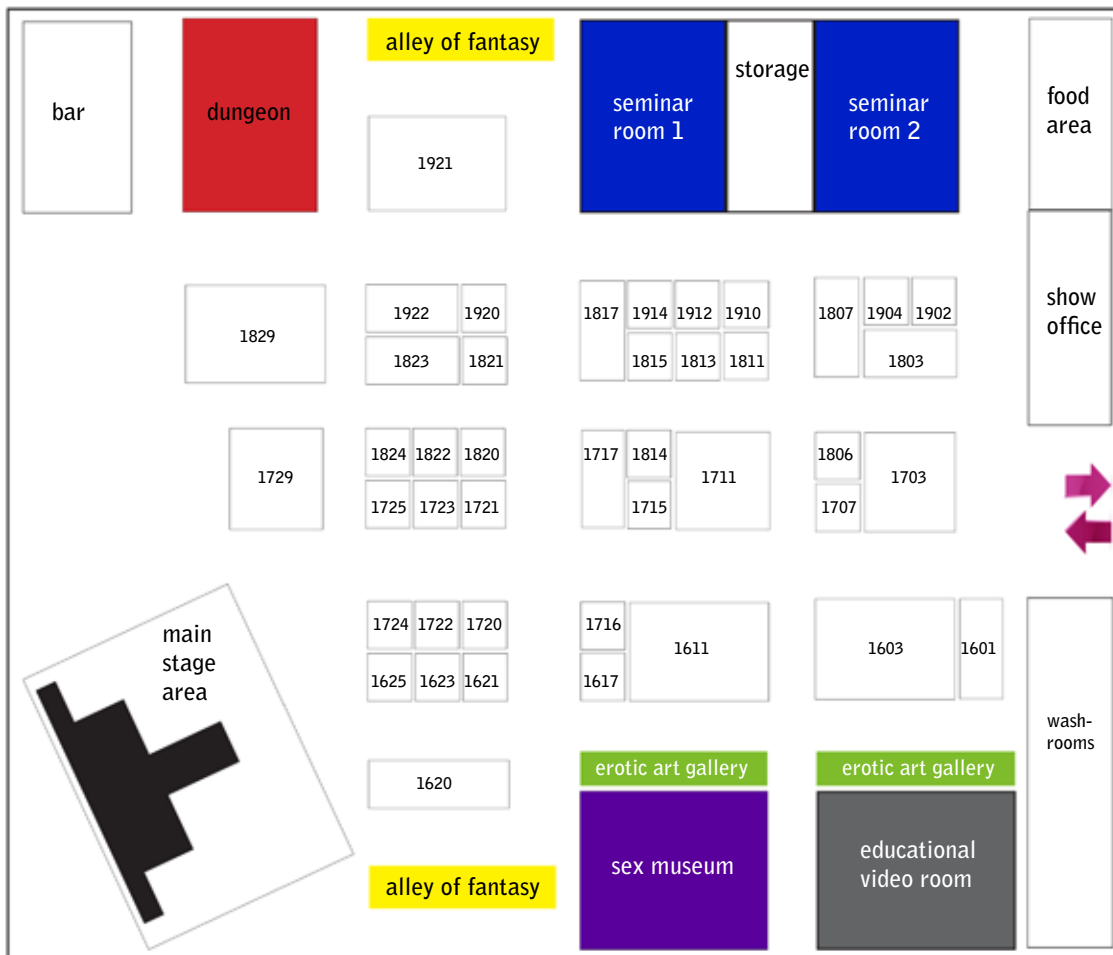 alley of fantasy
bar
dungeon
seminar
room 1
storage
seminar
room 2
food
area
1921
show
office
1829
1922
1920
1823
1821
1817
1914
1912
1910
1815
1813
1811
1807
1904
1902
1803
1729
1824
1822
1820
1725
1723
1721
1717
1814
1715
1711
1806
1707
1703
main
stage
area
1724
1722
1720
1625
1623
1621
1716
1617
1611
1603
1601
wash-
rooms
1620
erotic art gallery
erotic art gallery
alley of fantasy
sex museum
educational
video room